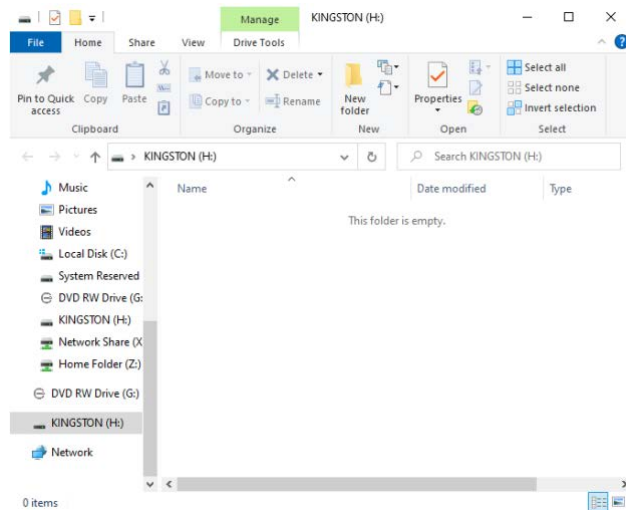 Manage
KINGSTON (H:)
File
Home
Share
View
Drive Tools
Pin to Quick access
Copy
Paste
Move to
Copy to
Delete
Rename
New folder
Properties
Select all
Select none
Invert selection
Clipboard
Organize
New
Open
Select
KINGSTON (H:)
Search KINGSTON (H:)
Name
Date modified
Type
This folder is empty.
Music
Pictures
Videos
Local Disk (C:)
System Reserved
DVD RW Drive (G:
KINGSTON (H:)
Network Share (X
Home Folder (Z:)
DVD RW Drive (G:)
KINGSTON (H:)
Network
0 items